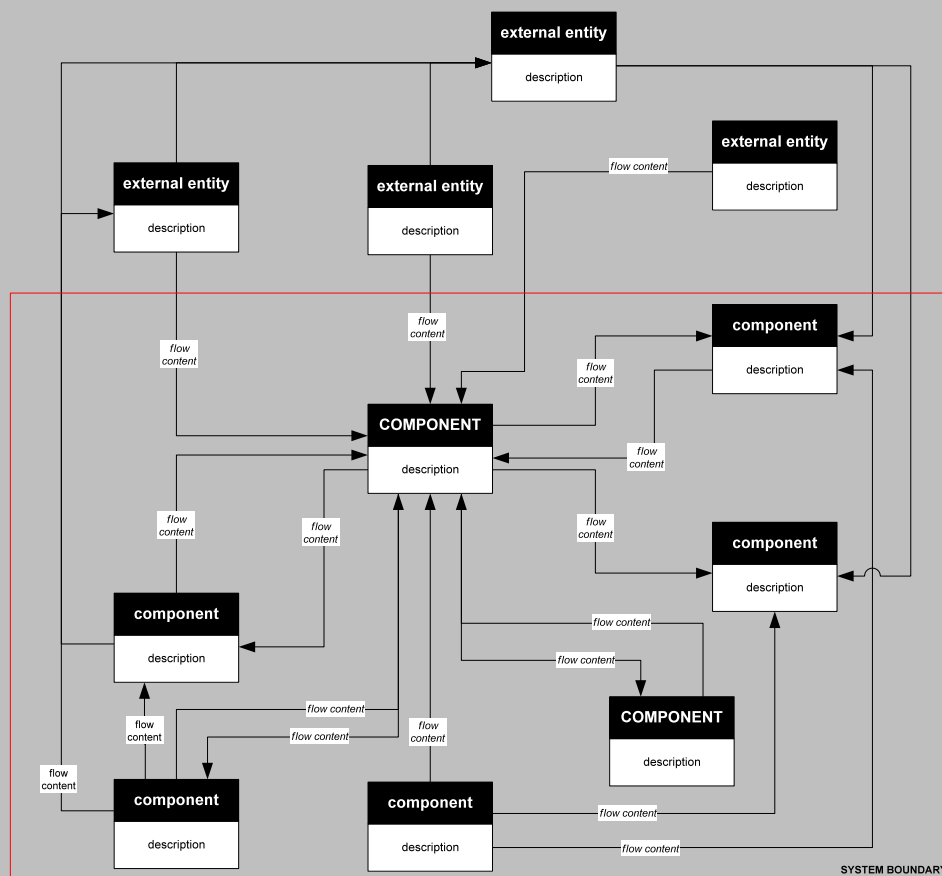 external entity
description
external entity
description
flow content
external entity
description
external entity
description
component
description
flow
content
flow
content
flow
content
COMPONENT
description
flow
content
flow
content
flow
content
flow
content
component
description
component
description
flow content
flow content
COMPONENT
description
flow content
flow content
flow
content
flow
content
flow
content
component
description
component
description
flow content
flow content
SYSTEM BOUNDARY